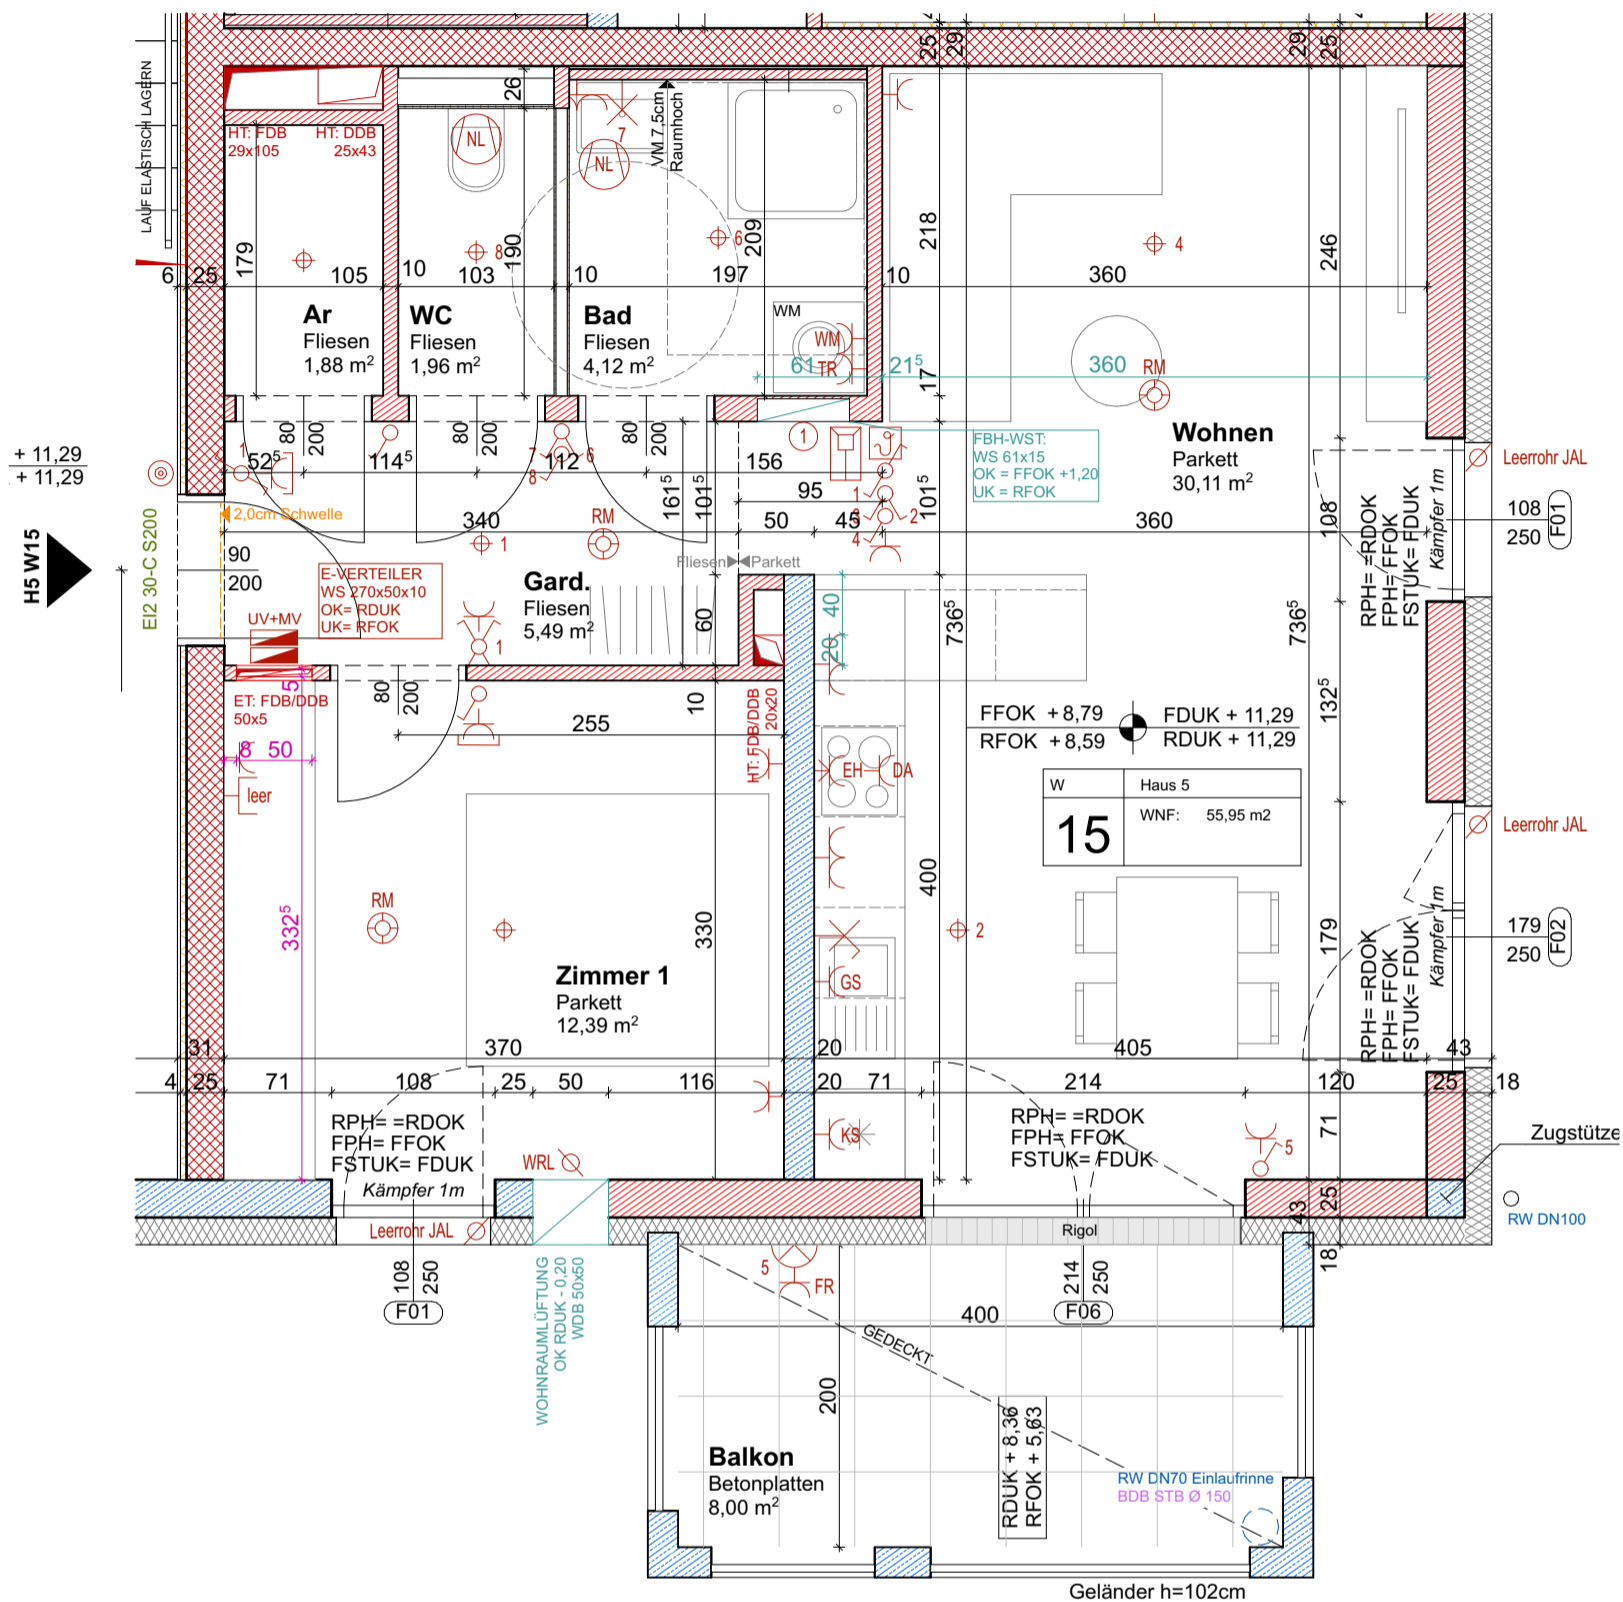 LAUF ELASTISCH LAGERN
25
29
29
25
26
HT: FDB
29x105
HT: DDB
25x43
NL
7
NL
VM 7,5cm
Raumhoch
179
190
8
209
6
218
246
4
6
25
105
10
103
10
197
10
360
Ar
Fliesen
1,88 m²
WC
Fliesen
1,96 m²
Bad
Fliesen
4,12 m²
WM
WM
TR
61
21⁵
360
17
RM
Wohnen
Parkett
30,11 m²
+ 11,29
+ 11,29
80
200
80
200
80
200
1
52⁵
114⁵
7
8
6
112
156
1
FBH-WST:
WS 61x15
OK = FFOK +1,20
UK = RFOK
Leerrohr JAL
161⁵
101⁵
95
1
2
4
101⁵
108
RPH= =RDOK
FPH= FFOK
FSTUK= FDUK
Kämpfer 1m
108
250
F01
2,0cm Schwelle
340
RM
50
45
360
1
H5 W15
EI2 30-C S200
90
200
E-VERTEILER
WS 270x50x10
OK= RDUK
UK= RFOK
Fliesen
Parkett
Gard.
Fliesen
5,49 m²
UV+MV
1
60
40
20
736⁵
736⁵
132⁵
5
ET: FDB/DDB
50x5
80
200
10
255
HT: FDB/DDB
20x20
FFOK + 8,79
RFOK + 8,59
FDUK + 11,29
RDUK + 11,29
8
50
leer
EH
DA
W
Haus 5
15
WNF: 55,95 m2
Leerrohr JAL
400
RM
332⁵
330
2
179
RPH= =RDOK
FPH= FFOK
FSTUK= FDUK
Kämpfer 1m
179
250
F02
Zimmer 1
Parkett
12,39 m²
GS
31
370
20
405
43
4
25
71
108
25
50
116
20
71
214
120
25
18
RPH= =RDOK
FPH= FFOK
FSTUK= FDUK
Kämpfer 1m
WRL
KS
RPH= =RDOK
FPH= FFOK
FSTUK= FDUK
5
71
Zugstütze
43
25
18
RW DN100
Leerrohr JAL
Rigol
108
250
F01
WOHNRAUMLÜFTUNG
OK RDUK - 0,20
WDB 50x50
5
FR
214
250
F06
400
GEDECKT
200
RDUK + 8,36
RFOK + 5,63
Balkon
Betonplatten
8,00 m²
RW DN70 Einlaufrinne
BDB STB Ø 150
Geländer h=102cm